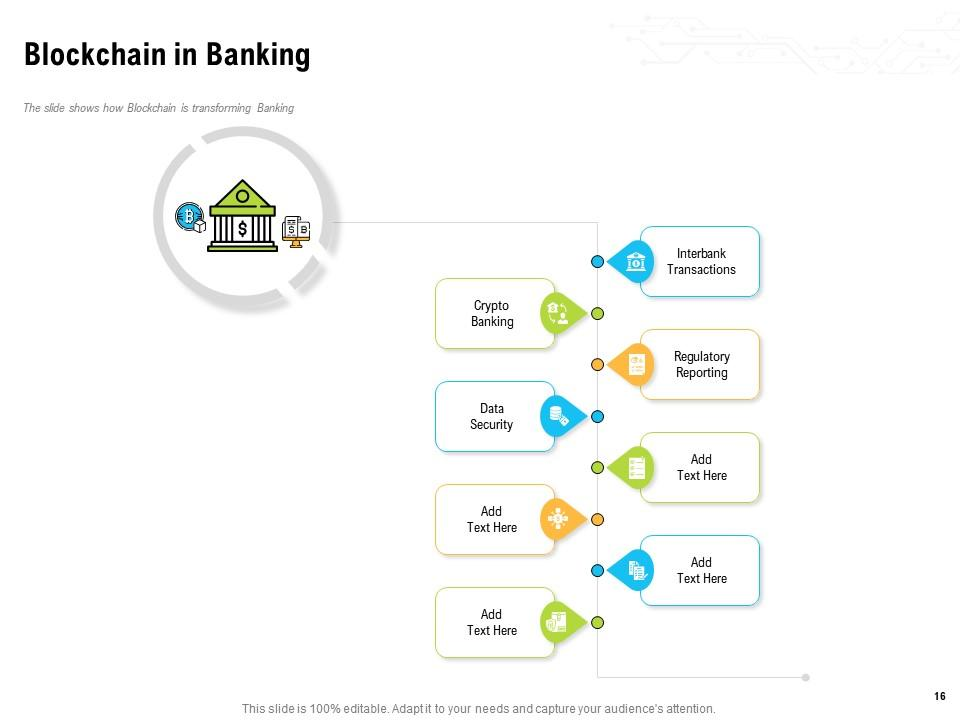 Blockchain in Banking
The slide shows how Blockchain is transforming Banking
Interbank
Transactions
Crypto
Banking
Regulatory
Reporting
Data
Security
Add
Text Here
Add
Text Here
Add
Text Here
Add
Text Here
16
This slide is 100% editable. Adapt it to your needs and capture your audience's attention.